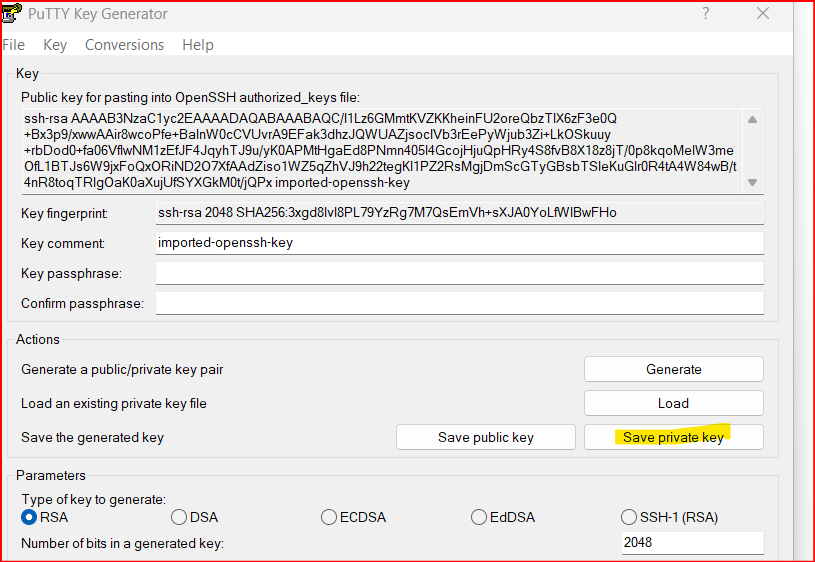 PuTTY Key Generator
?
File Key Conversions Help
Key
Public key for pasting into OpenSSH authorized_keys file:
ssh-rsa AAAAB3NzaC1yc2EAAAADAQABAAABAQC/l1Lz6GMmtKVZKKheinFU2oreQbzTlX6zF3e0Q
+Bx3p9/xwwAAir8wcoPfe+BaInW0cCVUvrA9EFak3dhzJQWUAZjsoclVb3rEePyWjub3Zi+LkOSkuuy
+rbDod0+fa06VflwNM1zEfJF4JqyhTJ9u/yK0APMtHgaEd8PNmn405l4GcojHjuQpHRy4S8fvB8X18z8jT/0p8kqoMelW3me
OfL1BTJs6W9jxFoQxORiND2O7XfAAdZiso1WZ5qZhVJ9h22tegKl1PZ2RsMgjDmScGTyGBsbTSleKuGlr0R4tA4W84wB/t
4nR8toqTRlgOaK0aXujUfSYXGkM0t/jQPx imported-openssh-key
Key fingerprint: ssh-rsa 2048 SHA256:3xgd8lvl8PL79YzRg7M7QsEmVh+sXJA0YoLfWlBwFHo
Key comment: imported-openssh-key
Key passphrase:
Confirm passphrase:
Actions
Generate a public/private key pair Generate
Load an existing private key file Load
Save the generated key Save public key Save private key
Parameters
Type of key to generate:
RSA DSA ECDSA EdDSA SSH-1 (RSA)
Number of bits in a generated key: 2048